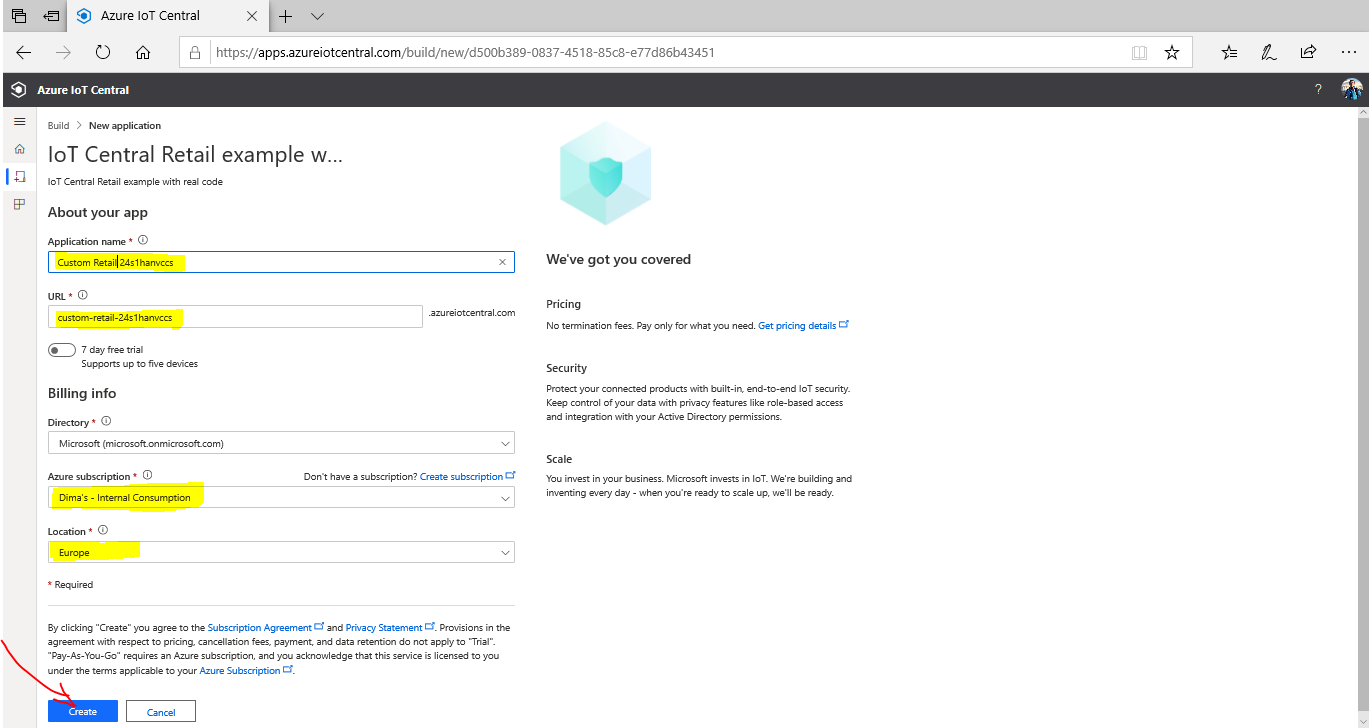 Azure IoT Central
https://apps.azureiotcentral.com/build/new/d500b389-0837-4518-85c8-e77d86b43451
Azure IoT Central
?
Build > New application
IoT Central Retail example w...
IoT Central Retail example with real code
About your app
Application name *
Custom Retail 24s1hanvccs
URL *
custom-retail-24s1hanvccs
.azureiotcentral.com
7 day free trial
Supports up to five devices
Billing info
Directory *
Microsoft (microsoft.onmicrosoft.com)
Azure subscription *
Don't have a subscription? Create subscription
Dima's - Internal Consumption
Location *
Europe
* Required
By clicking "Create" you agree to the Subscription Agreement and Privacy Statement. Provisions in the
agreement with respect to pricing, cancellation fees, payment, and data retention do not apply to "Trial".
"Pay-As-You-Go" requires an Azure subscription, and you acknowledge that this service is licensed to you
under the terms applicable to your Azure Subscription.
Create
Cancel
We've got you covered
Pricing
No termination fees. Pay only for what you need. Get pricing details
Security
Protect your connected products with built-in, end-to-end IoT security.
Keep control of your data with privacy features like role-based access
and integration with your Active Directory permissions.
Scale
You invest in your business. Microsoft invests in IoT. We're building and
inventing every day - when you're ready to scale up, we'll be ready.